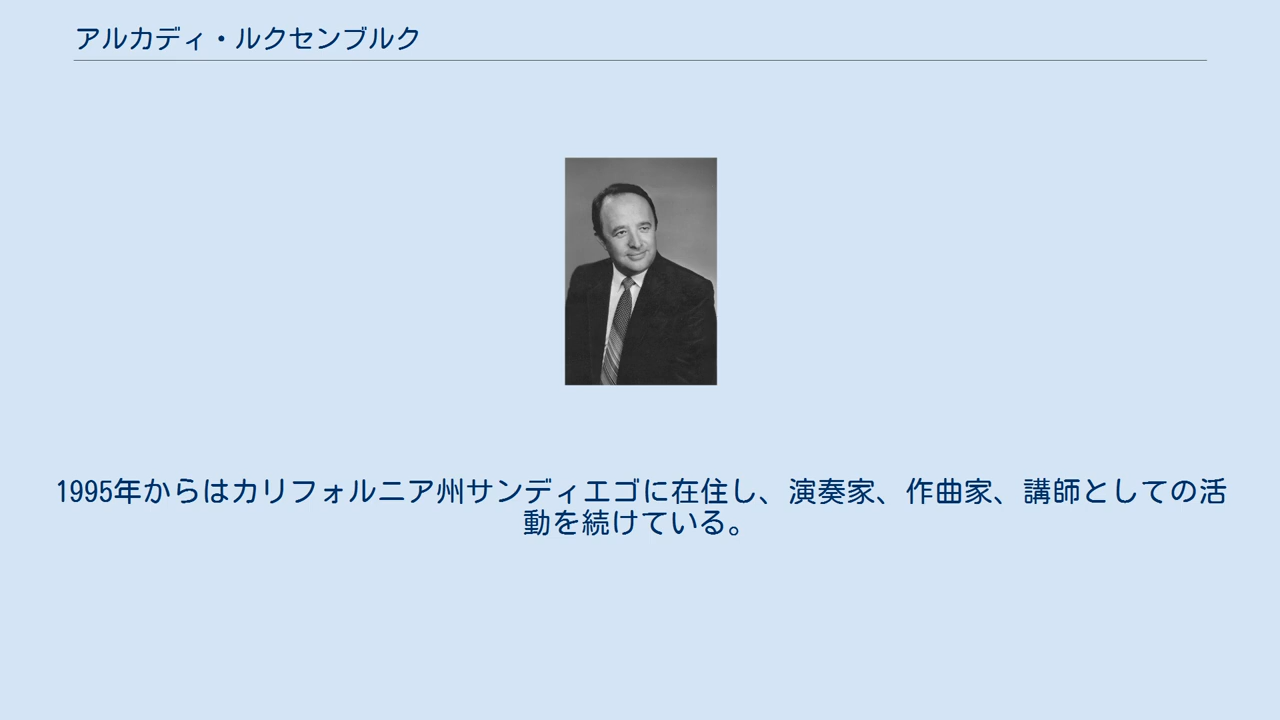 アルカディ・ルクセンブルク
1995年からはカリフォルニア州サンディエゴに在住し、演奏家、作曲家、講師としての活
動を続けている。